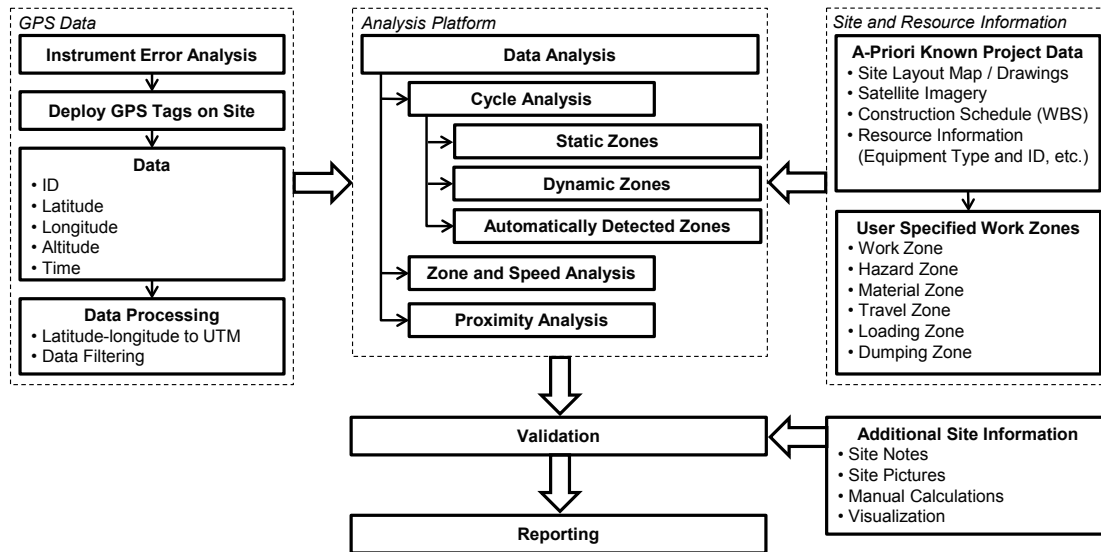 GPS Data
Instrument Error Analysis
Deploy GPS Tags on Site
Data
• ID
• Latitude
• Longitude
• Altitude
• Time
Data Processing
• Latitude-longitude to UTM
• Data Filtering
Analysis Platform
Data Analysis
Cycle Analysis
Static Zones
Dynamic Zones
Automatically Detected Zones
Zone and Speed Analysis
Proximity Analysis
Site and Resource Information
A-Priori Known Project Data
• Site Layout Map / Drawings
• Satellite Imagery
• Construction Schedule (WBS)
• Resource Information
(Equipment Type and ID, etc.)
User Specified Work Zones
• Work Zone
• Hazard Zone
• Material Zone
• Travel Zone
• Loading Zone
• Dumping Zone
Validation
Additional Site Information
• Site Notes
• Site Pictures
• Manual Calculations
• Visualization
Reporting